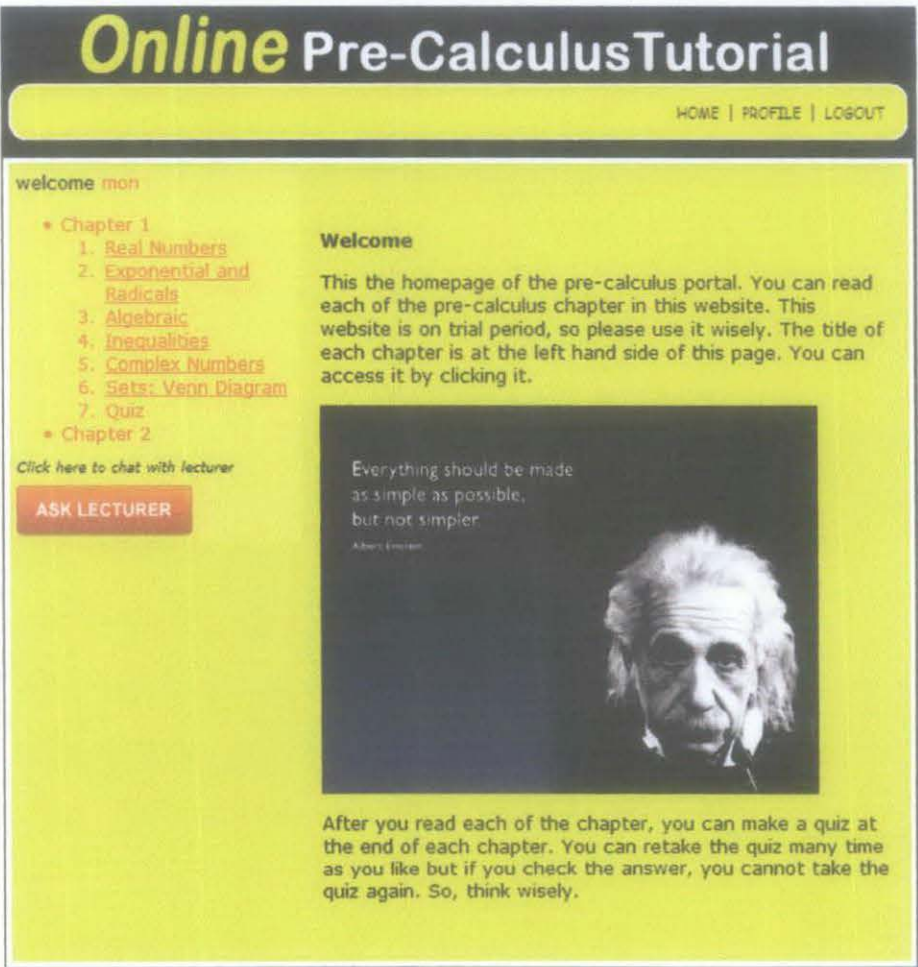 Online Pre-CalculusTutorial
HOME | PROFILE | LOGOUT
welcome mon
• Chapter 1
1. Real Numbers
2. Exponential and
Radicals
3. Algebraic
4. Inequalities
5. Complex Numbers
6. Sets: Venn Diagram
7. Quiz
• Chapter 2
Click here to chat with lecturer
ASK LECTURER
Welcome
This the homepage of the pre-calculus portal. You can read
each of the pre-calculus chapter in this website. This
website is on trial period, so please use it wisely. The title of
each chapter is at the left hand side of this page. You can
access it by clicking it.
Everything should be made
as simple as possible,
but not simpler
Albert Einstein
After you read each of the chapter, you can make a quiz at
the end of each chapter. You can retake the quiz many time
as you like but if you check the answer, you cannot take the
quiz again. So, think wisely.